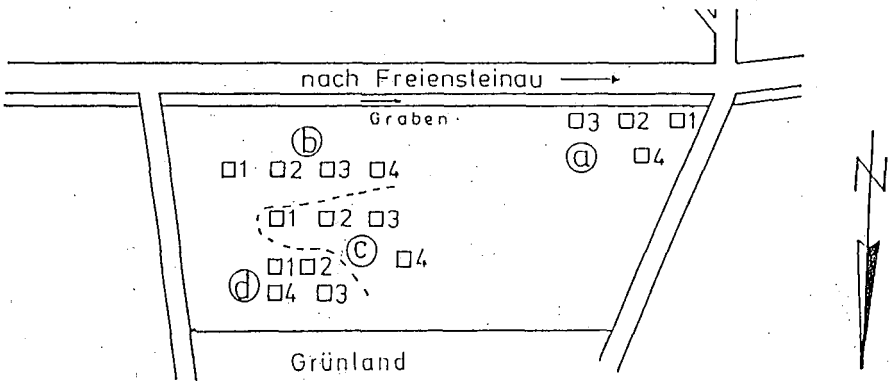 nach Freiensteinau
Graben
3 2 1
a 4
b
1 2 3 4
1 2 3
c 4
1 2
d 4 3
Grünland
N